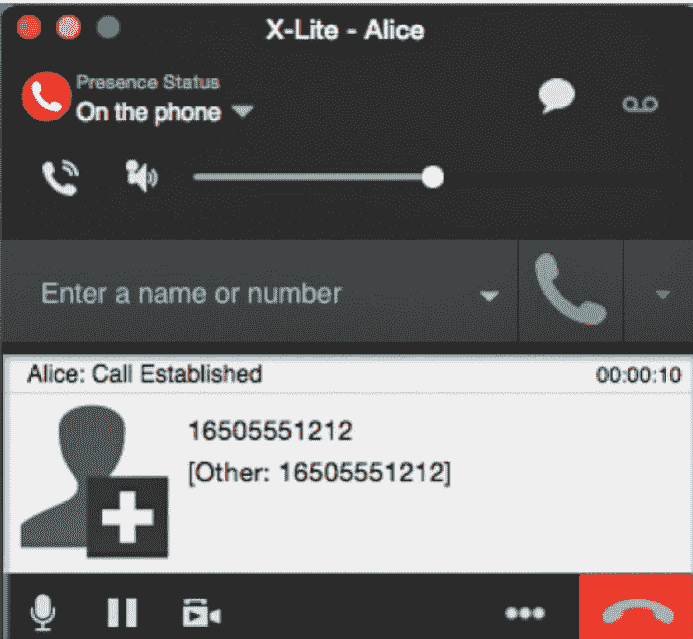 X-Lite - Alice
Presence Status
On the phone
Enter a name or number
Alice: Call Established 00:00:10
16505551212
[Other: 16505551212]